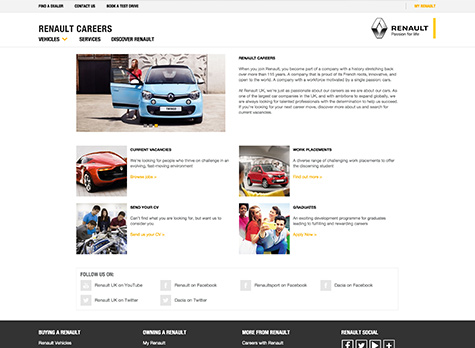 FIND A DEALER CONTACT US BOOK A TEST DRIVE MY RENAULT
RENAULT CAREERS
RENAULT
Passion for life
VEHICLES SERVICES DISCOVER RENAULT
RENAULT CAREERS
When you join Renault, you become part of a company with a history stretching back
over more than 115 years. A company that is proud of its French roots, innovative, and
open to the world. A company with a workforce motivated by a single passion: cars.
At Renault UK, we're just as passionate about our careers as we are about our cars. As
one of the largest car companies in the UK, and with ambitions to expand globally, we
are always looking for talented professionals with the determination to help us succeed.
If you're looking for your next career move, discover more about us and search for
current vacancies.
CURRENT VACANCIES
We're looking for people who thrive on challenge in an
evolving, fast-moving environment
Browse jobs »
WORK PLACEMENTS
A diverse range of challenging work placements to offer
the discerning student
Find out more »
SEND YOUR CV
Can't find what you are looking for, but want us to
consider you
Send us your CV »
GRADUATES
An exciting development programme for graduates
wanting to fulfilling and rewarding careers
Apply Now »
FOLLOW US ON:
Renault UK on YouTube
Renault on Facebook
Renaultsport on Facebook
Dacia on Facebook
Renault UK on Twitter
Dacia on Twitter
BUYING A RENAULT OWNING A RENAULT MORE FROM RENAULT RENAULT SOCIAL
Renault Vehicles My Renault Careers with Renault